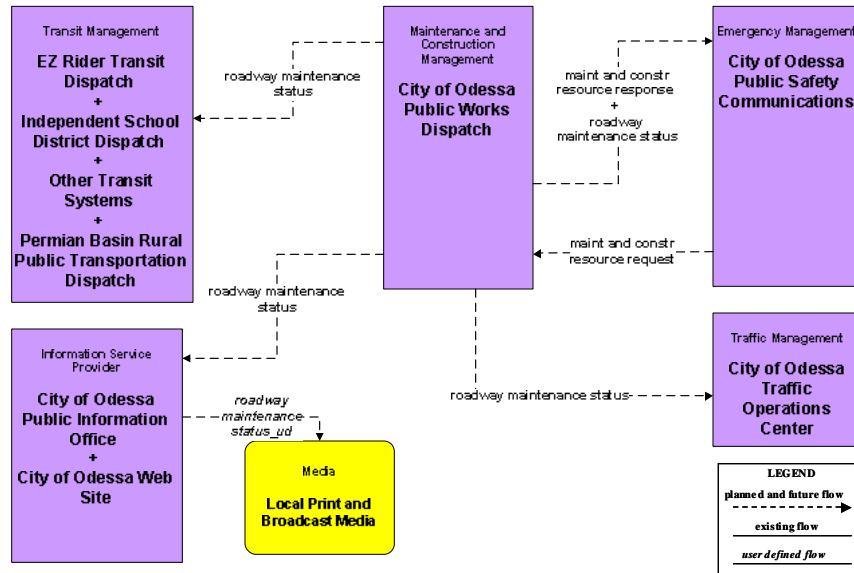 Transit Management
EZ Rider Transit
Dispatch
+
Independent School
District Dispatch
+
Other Transit
Systems
+
Permian Basin Rural
Public Transportation
Dispatch
roadway maintenance
status
Maintenance and
Construction
Management
City of Odessa
Public Works
Dispatch
maint and constr
resource response
+
roadway
maintenance status
Emergency Management
City of Odessa
Public Safety
Communications
maint and constr
resource request
roadway maintenance
status
Information Service
Provider
City of Odessa
Public Information
Office
+
City of Odessa Web
Site
roadway
maintenance
status_ud
Media
Local Print and
Broadcast Media
roadway maintenance status
Traffic Management
City of Odessa
Traffic
Operations
Center
LEGEND
planned and future flow
existing flow
user defined flow